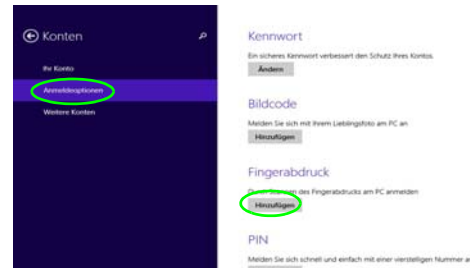 Konten
Ihr Konto
Anmeldeoptionen
Weitere Konten
Kennwort
Ein sicheres Kennwort verbessert den Schutz Ihres Kontos.
Ändern
Bildcode
Melden Sie sich mit Ihrem Lieblingsfoto am PC an
Hinzufügen
Fingerabdruck
Durch Scannen des Fingerabdrucks am PC anmelden
Hinzufügen
PIN
Melden Sie sich schnell und einfach mit einer vierstelligen Nummer a